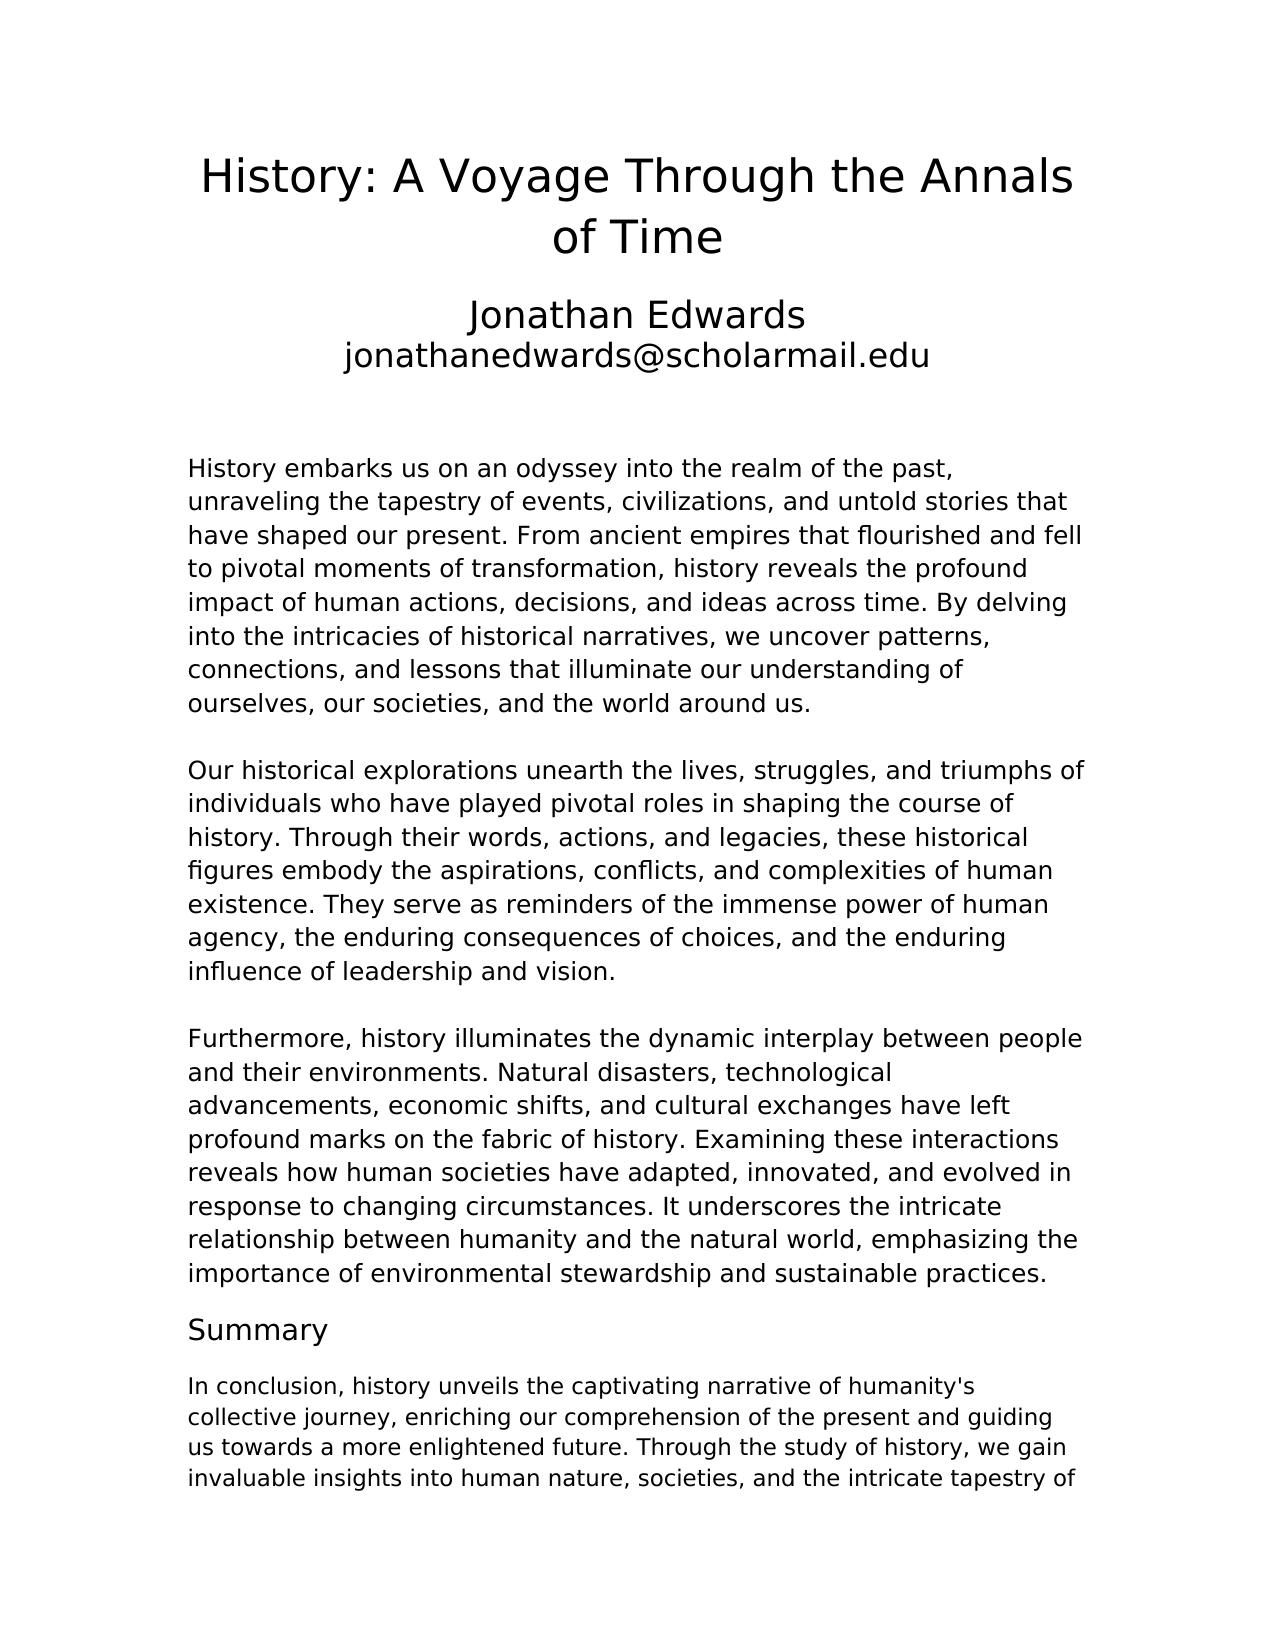 History: A Voyage Through the Annals
of Time
Jonathan Edwards
jonathanedwards@scholarmail.edu
History embarks us on an odyssey into the realm of the past,
unraveling the tapestry of events, civilizations, and untold stories that
have shaped our present. From ancient empires that flourished and fell
to pivotal moments of transformation, history reveals the profound
impact of human actions, decisions, and ideas across time. By delving
into the intricacies of historical narratives, we uncover patterns,
connections, and lessons that illuminate our understanding of
ourselves, our societies, and the world around us.
Our historical explorations unearth the lives, struggles, and triumphs of
individuals who have played pivotal roles in shaping the course of
history. Through their words, actions, and legacies, these historical
figures embody the aspirations, conflicts, and complexities of human
existence. They serve as reminders of the immense power of human
agency, the enduring consequences of choices, and the enduring
influence of leadership and vision.
Furthermore, history illuminates the dynamic interplay between people
and their environments. Natural disasters, technological
advancements, economic shifts, and cultural exchanges have left
profound marks on the fabric of history. Examining these interactions
reveals how human societies have adapted, innovated, and evolved in
response to changing circumstances. It underscores the intricate
relationship between humanity and the natural world, emphasizing the
importance of environmental stewardship and sustainable practices.
Summary
In conclusion, history unveils the captivating narrative of humanity's
collective journey, enriching our comprehension of the present and guiding
us towards a more enlightened future. Through the study of history, we gain
invaluable insights into human nature, societies, and the intricate tapestry of